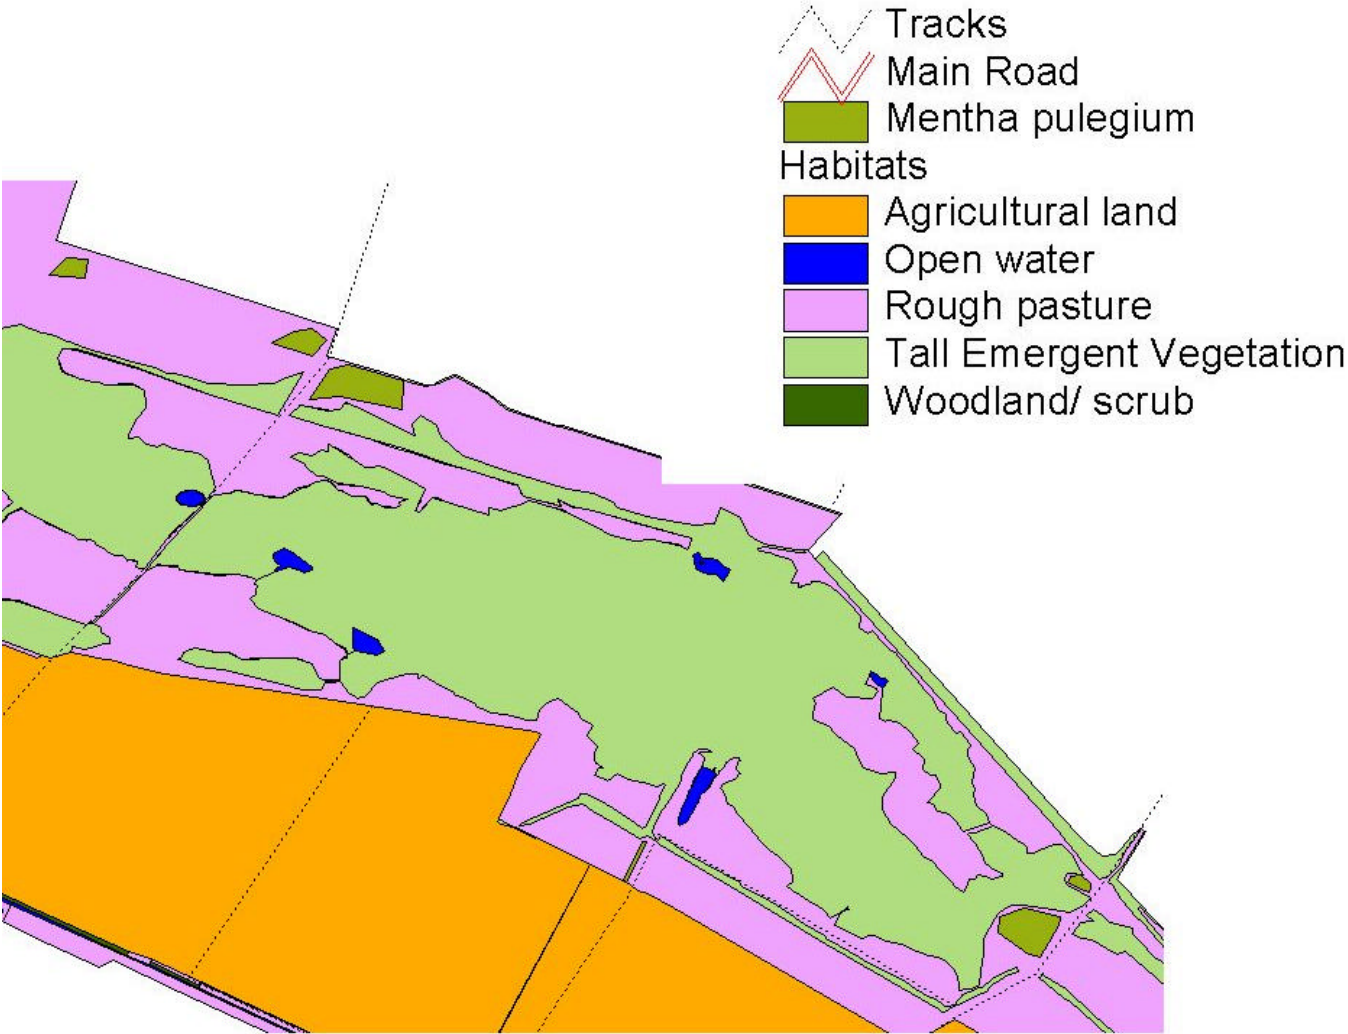 Tracks
Main Road
Mentha pulegium
Habitats
Agricultural land
Open water
Rough pasture
Tall Emergent Vegetation
Woodland/ scrub